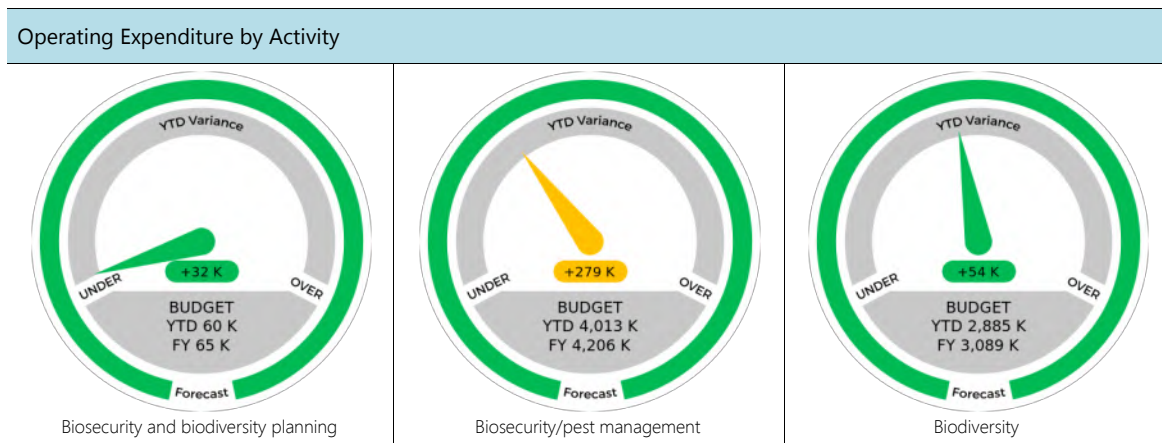 Operating Expenditure by Activity
YTD Variance
+32 K
UNDER
OVER
BUDGET
YTD 60 K
FY 65 K
Forecast
Biosecurity and biodiversity planning
YTD Variance
+279 K
UNDER
OVER
BUDGET
YTD 4,013 K
FY 4,206 K
Forecast
Biosecurity/pest management
YTD Variance
+54 K
UNDER
OVER
BUDGET
YTD 2,885 K
FY 3,089 K
Forecast
Biodiversity